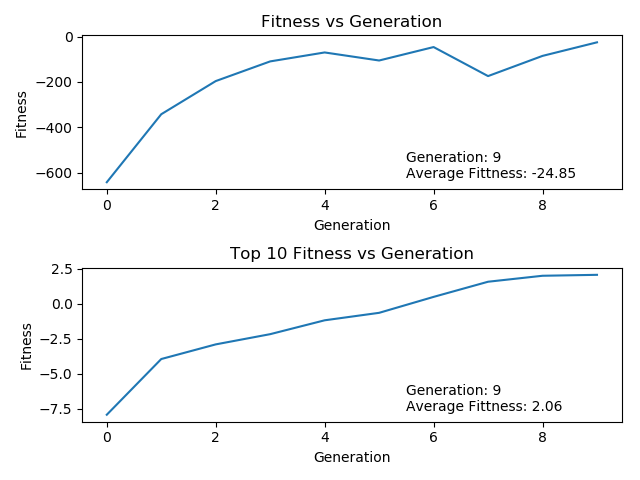 Fitness vs Generation
0
−200
−400
−600
Fitness
0 2 4 6 8
Generation
Generation: 9
Average Fittness: -24.85
Top 10 Fitness vs Generation
2.5
0.0
−2.5
−5.0
−7.5
Fitness
0 2 4 6 8
Generation
Generation: 9
Average Fittness: 2.06